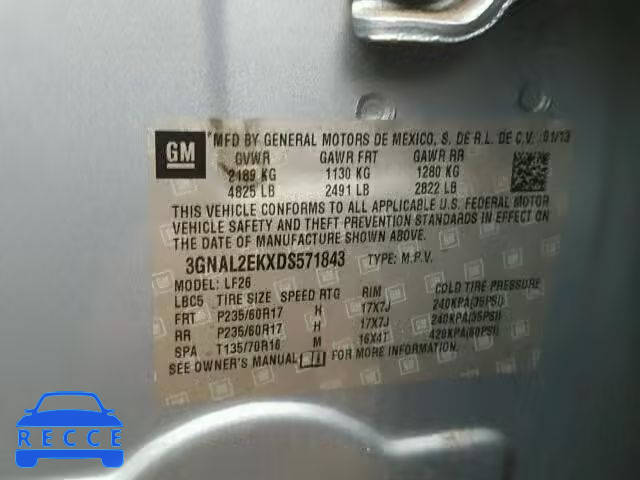 GM
*MFD BY GENERAL MOTORS DE MEXICO, S. DE R.L. DE C.V. 01/13
GVWR GAWR FRT GAWR RR
2189 KG 1130 KG 1280 KG
4825 LB 2491 LB 2822 LB
THIS VEHICLE CONFORMS TO ALL APPLICABLE U.S. FEDERAL MOTOR
VEHICLE SAFETY AND THEFT PREVENTION STANDARDS IN EFFECT ON
THE DATE OF MANUFACTURE SHOWN ABOVE.
3GNAL2EKXDS571843 TYPE: M.P.V.
MODEL: LF26
LBC5 TIRE SIZE SPEED RTG RIM COLD TIRE PRESSURE
FRT P235/60R17 H 17X7J 240KPA(35PSI)
RR P235/60R17 H 17X7J 240KPA(35PSI)
SPA T135/70R16 M 16X4T 420KPA(60PSI)
SEE OWNER'S MANUAL FOR MORE INFORMATION.
RECCE